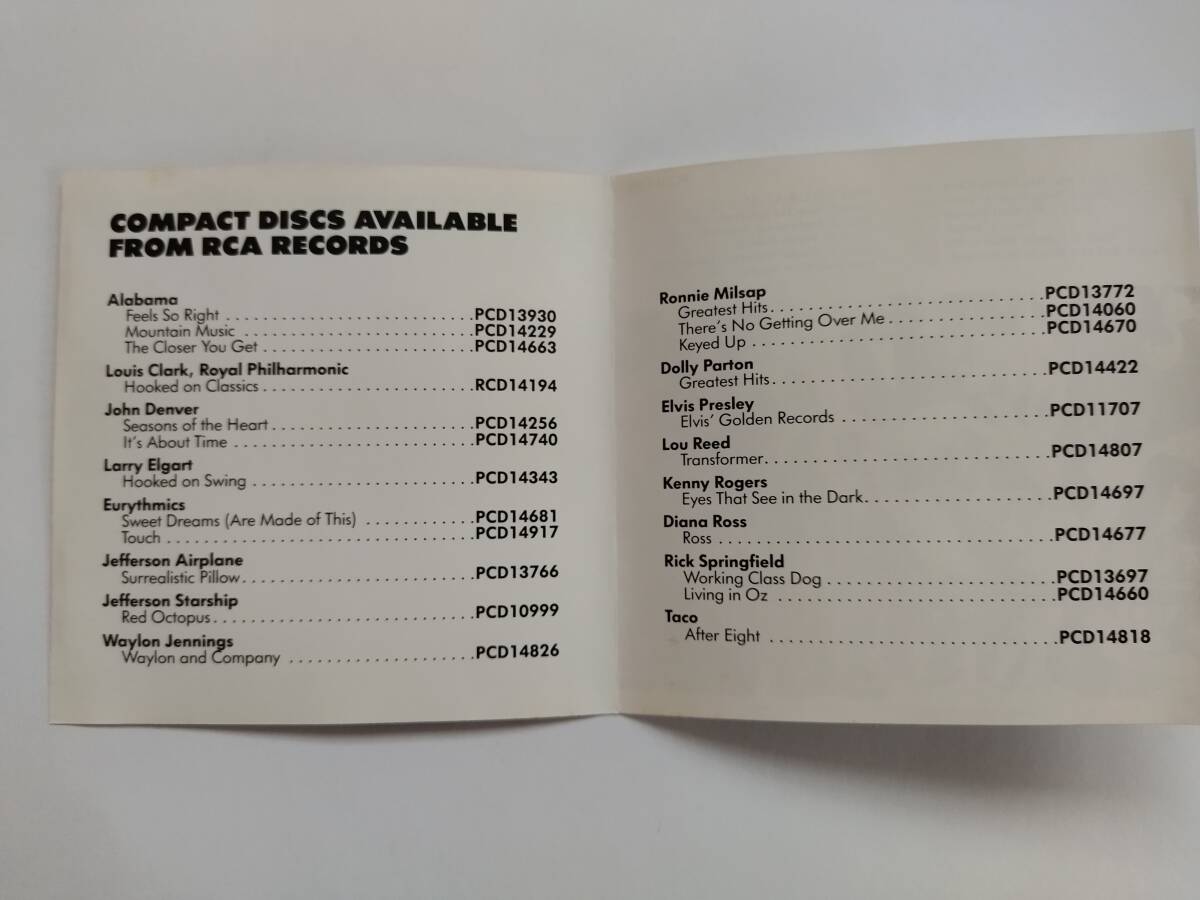 COMPACT DISCS AVAILABLE
FROM RCA RECORDS
Alabama
Feels So Right . . . . . . . . . . . . . . . . . . . . . . . . . . PCD13930
Mountain Music . . . . . . . . . . . . . . . . . . . . . . . . PCD14229
The Closer You Get . . . . . . . . . . . . . . . . . . . . . . PCD14663
Louis Clark, Royal Philharmonic
Hooked on Classics . . . . . . . . . . . . . . . . . . . . . . RCD14194
John Denver
Seasons of the Heart . . . . . . . . . . . . . . . . . . . . . PCD14256
It's About Time . . . . . . . . . . . . . . . . . . . . . . . . . PCD14740
Larry Elgart
Hooked on Swing . . . . . . . . . . . . . . . . . . . . . . . PCD14343
Eurythmics
Sweet Dreams (Are Made of This) . . . . . . . . . . . . PCD14681
Touch . . . . . . . . . . . . . . . . . . . . . . . . . . . . . . . . PCD14917
Jefferson Airplane
Surrealistic Pillow . . . . . . . . . . . . . . . . . . . . . . . . PCD13766
Jefferson Starship
Red Octopus . . . . . . . . . . . . . . . . . . . . . . . . . . . PCD10999
Waylon Jennings
Waylon and Company . . . . . . . . . . . . . . . . . . . . PCD14826
Ronnie Milsap
Greatest Hits . . . . . . . . . . . . . . . . . . . . . . . . . . . PCD13772
There's No Getting Over Me . . . . . . . . . . . . . . . . PCD14060
Keyed Up . . . . . . . . . . . . . . . . . . . . . . . . . . . . . PCD14670
Dolly Parton
Greatest Hits . . . . . . . . . . . . . . . . . . . . . . . . . . . PCD14422
Elvis Presley
Elvis' Golden Records . . . . . . . . . . . . . . . . . . . . PCD11707
Lou Reed
Transformer . . . . . . . . . . . . . . . . . . . . . . . . . . . . PCD14807
Kenny Rogers
Eyes That See in the Dark . . . . . . . . . . . . . . . . . . PCD14697
Diana Ross
Ross . . . . . . . . . . . . . . . . . . . . . . . . . . . . . . . . . PCD14677
Rick Springfield
Working Class Dog . . . . . . . . . . . . . . . . . . . . . . PCD13697
Living in Oz . . . . . . . . . . . . . . . . . . . . . . . . . . . PCD14660
Taco
After Eight . . . . . . . . . . . . . . . . . . . . . . . . . . . . PCD14818